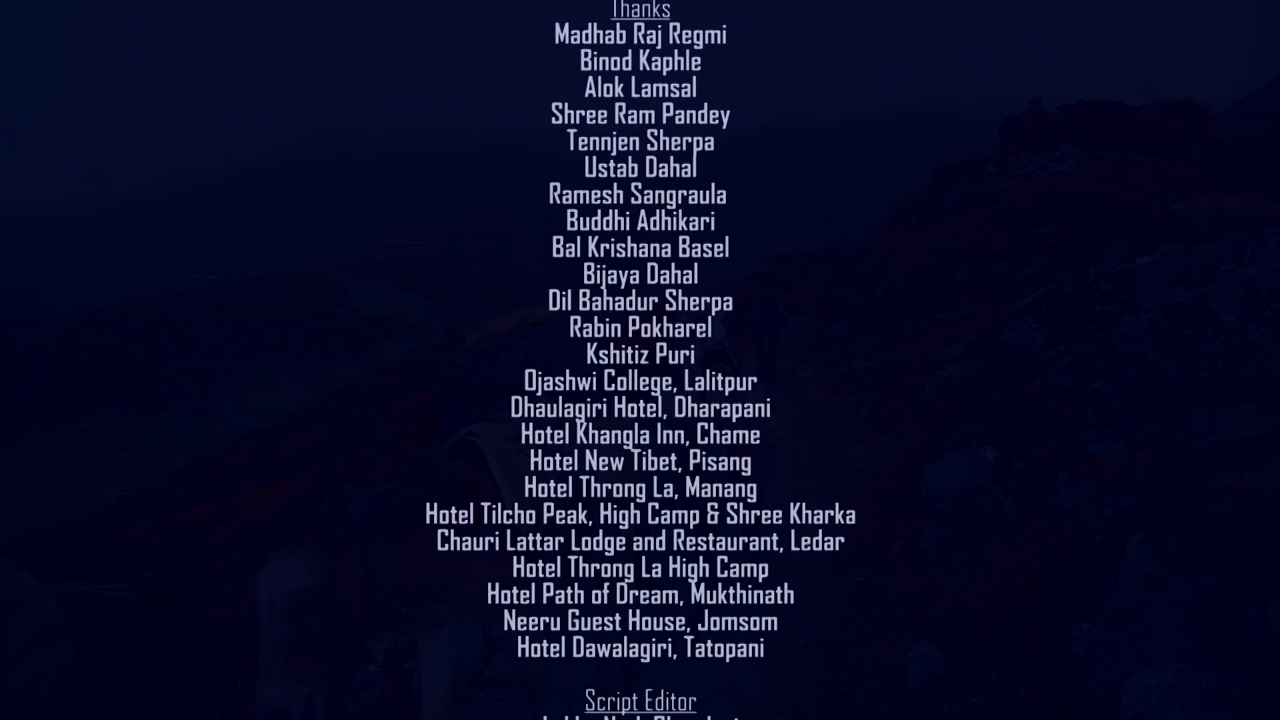 Thanks
Madhab Raj Regmi
Binod Kaphle
Alok Lamsal
Shree Ram Pandey
Tennjen Sherpa
Ustab Dahal
Ramesh Sangraula
Buddhi Adhikari
Bal Krishana Basel
Bijaya Dahal
Dil Bahadur Sherpa
Rabin Pokharel
Kshitiz Puri
Ojashwi College, Lalitpur
Dhaulagiri Hotel, Dharapani
Hotel Khangla Inn, Chame
Hotel New Tibet, Pisang
Hotel Throng La, Manang
Hotel Tilcho Peak, High Camp & Shree Kharka
Chauri Lattar Lodge and Restaurant, Ledar
Hotel Throng La High Camp
Hotel Path of Dream, Mukthinath
Neeru Guest House, Jomsom
Hotel Dawalagiri, Tatopani
Script Editor